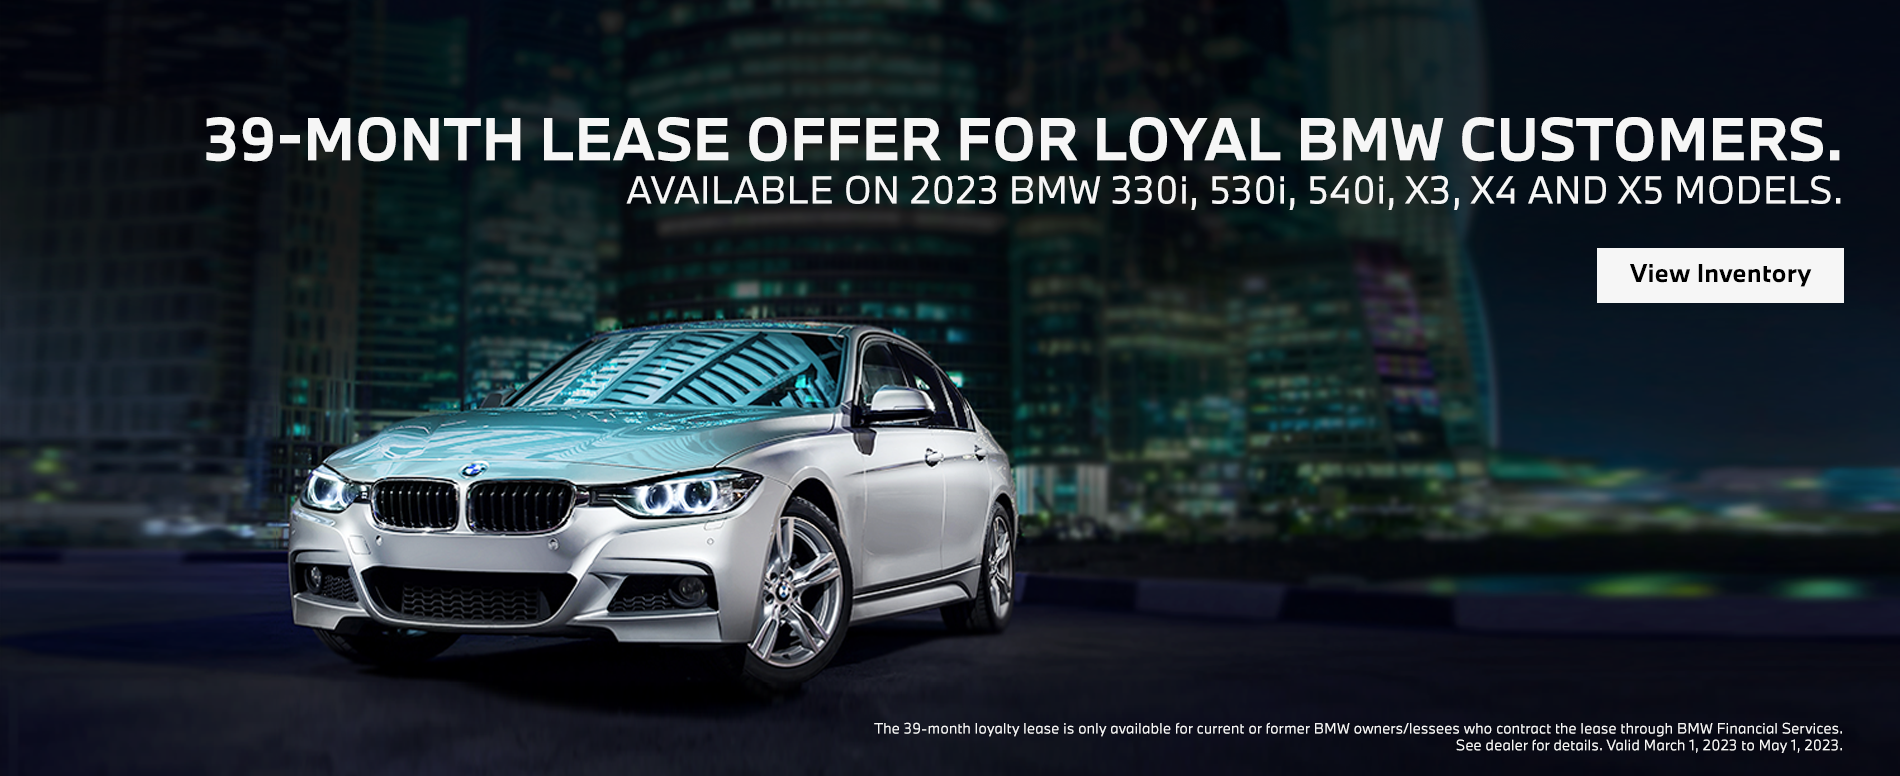 39-MONTH LEASE OFFER FOR LOYAL BMW CUSTOMERS.
AVAILABLE ON 2023 BMW 330i, 530i, 540i, X3, X4 AND X5 MODELS.
View Inventory
The 39-month loyalty lease is only available for current or former BMW owners/lessees who contract the lease through BMW Financial Services.
See dealer for details. Valid March 1, 2023 to May 1, 2023.